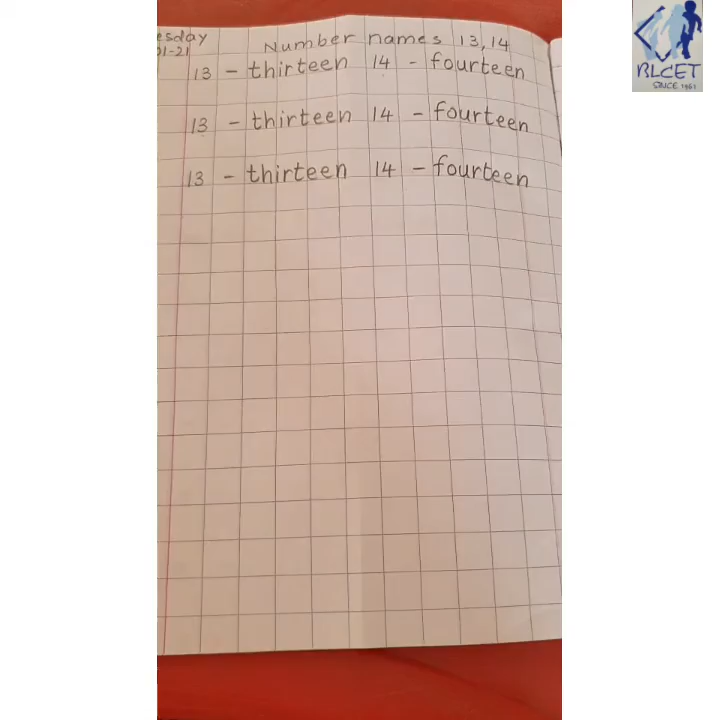 esday
01-21
Number names 13, 14
13 - thirteen 14 - fourteen
13 - thirteen 14 - fourteen
13 - thirteen 14 - fourteen
BLCET
SINCE 1961